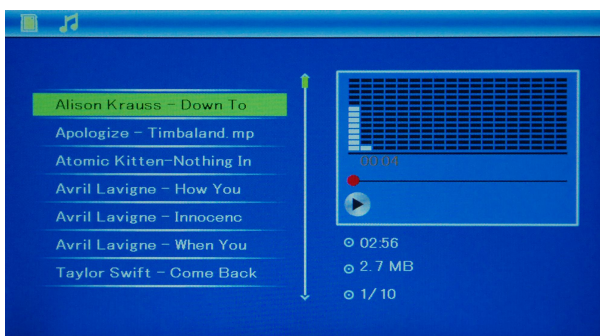 Alison Krauss - Down To
Apologize - Timbaland.mp
Atomic Kitten-Nothing In
Avril Lavigne - How You
Avril Lavigne - Innocenc
Avril Lavigne - When You
Taylor Swift - Come Back
00:04
02:56
2.7 MB
1/10